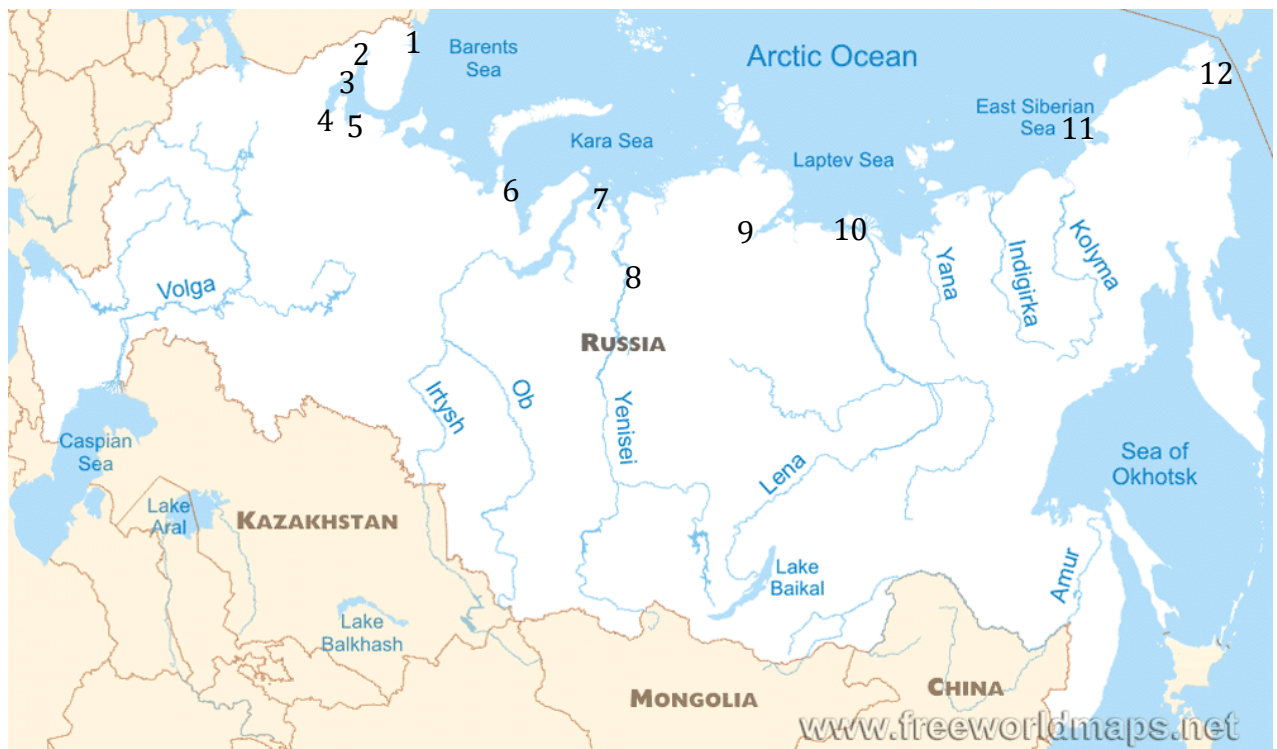 1
2
Barents
Sea
Arctic Ocean
3
12
4
5
Kara Sea
East Siberian
Sea
11
Laptev Sea
6
7
9
10
8
Volga
Yana
Indigirka
Kolyma
RUSSIA
Irtysh
Ob
Yenisei
Lena
Caspian
Sea
Sea of
Okhotsk
Lake
Aral
KAZAKHSTAN
Lake
Baikal
Amur
Lake
Balkhash
MONGOLIA
CHINA
www.freeworldmaps.net